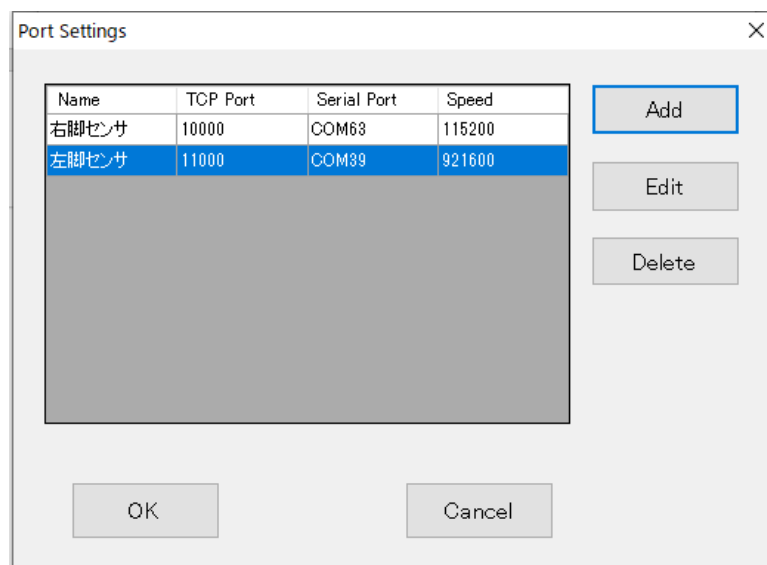 Port Settings
Name TCP Port Serial Port Speed
右脚センサ 10000 COM63 115200
左脚センサ 11000 COM39 921600
Add
Edit
Delete
OK Cancel